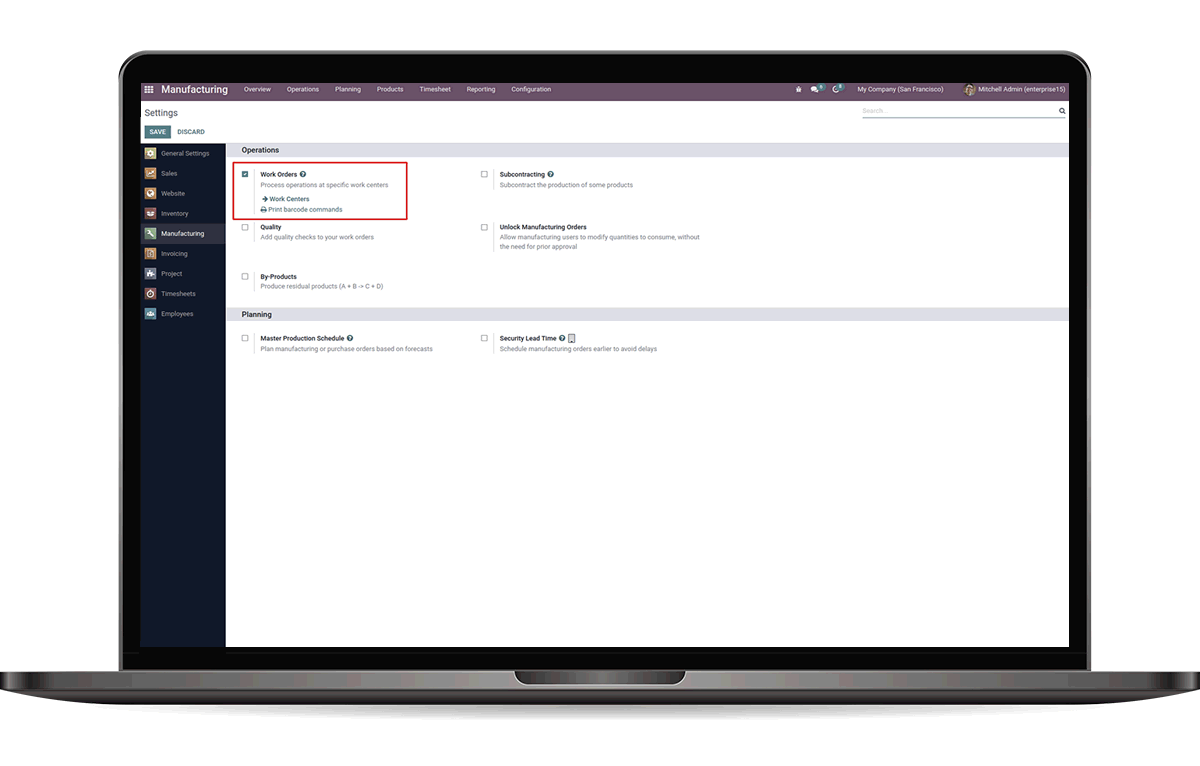 Manufacturing Overview Operations Planning Products Timesheet Reporting Configuration My Company (San Francisco) Mitchell Admin (enterprise15)
Settings
Search...
SAVE DISCARD
General Settings
Sales
Website
Inventory
Manufacturing
Invoicing
Project
Timesheets
Employees
Operations
Work Orders
Process operations at specific work centers
Work Centers
Print barcode commands
Subcontracting
Subcontract the production of some products
Quality
Add quality checks to your work orders
Unlock Manufacturing Orders
Allow manufacturing users to modify quantities to consume, without
the need for prior approval
By-Products
Produce residual products (A + B -> C + D)
Planning
Master Production Schedule
Plan manufacturing or purchase orders based on forecasts
Security Lead Time
Schedule manufacturing orders earlier to avoid delays